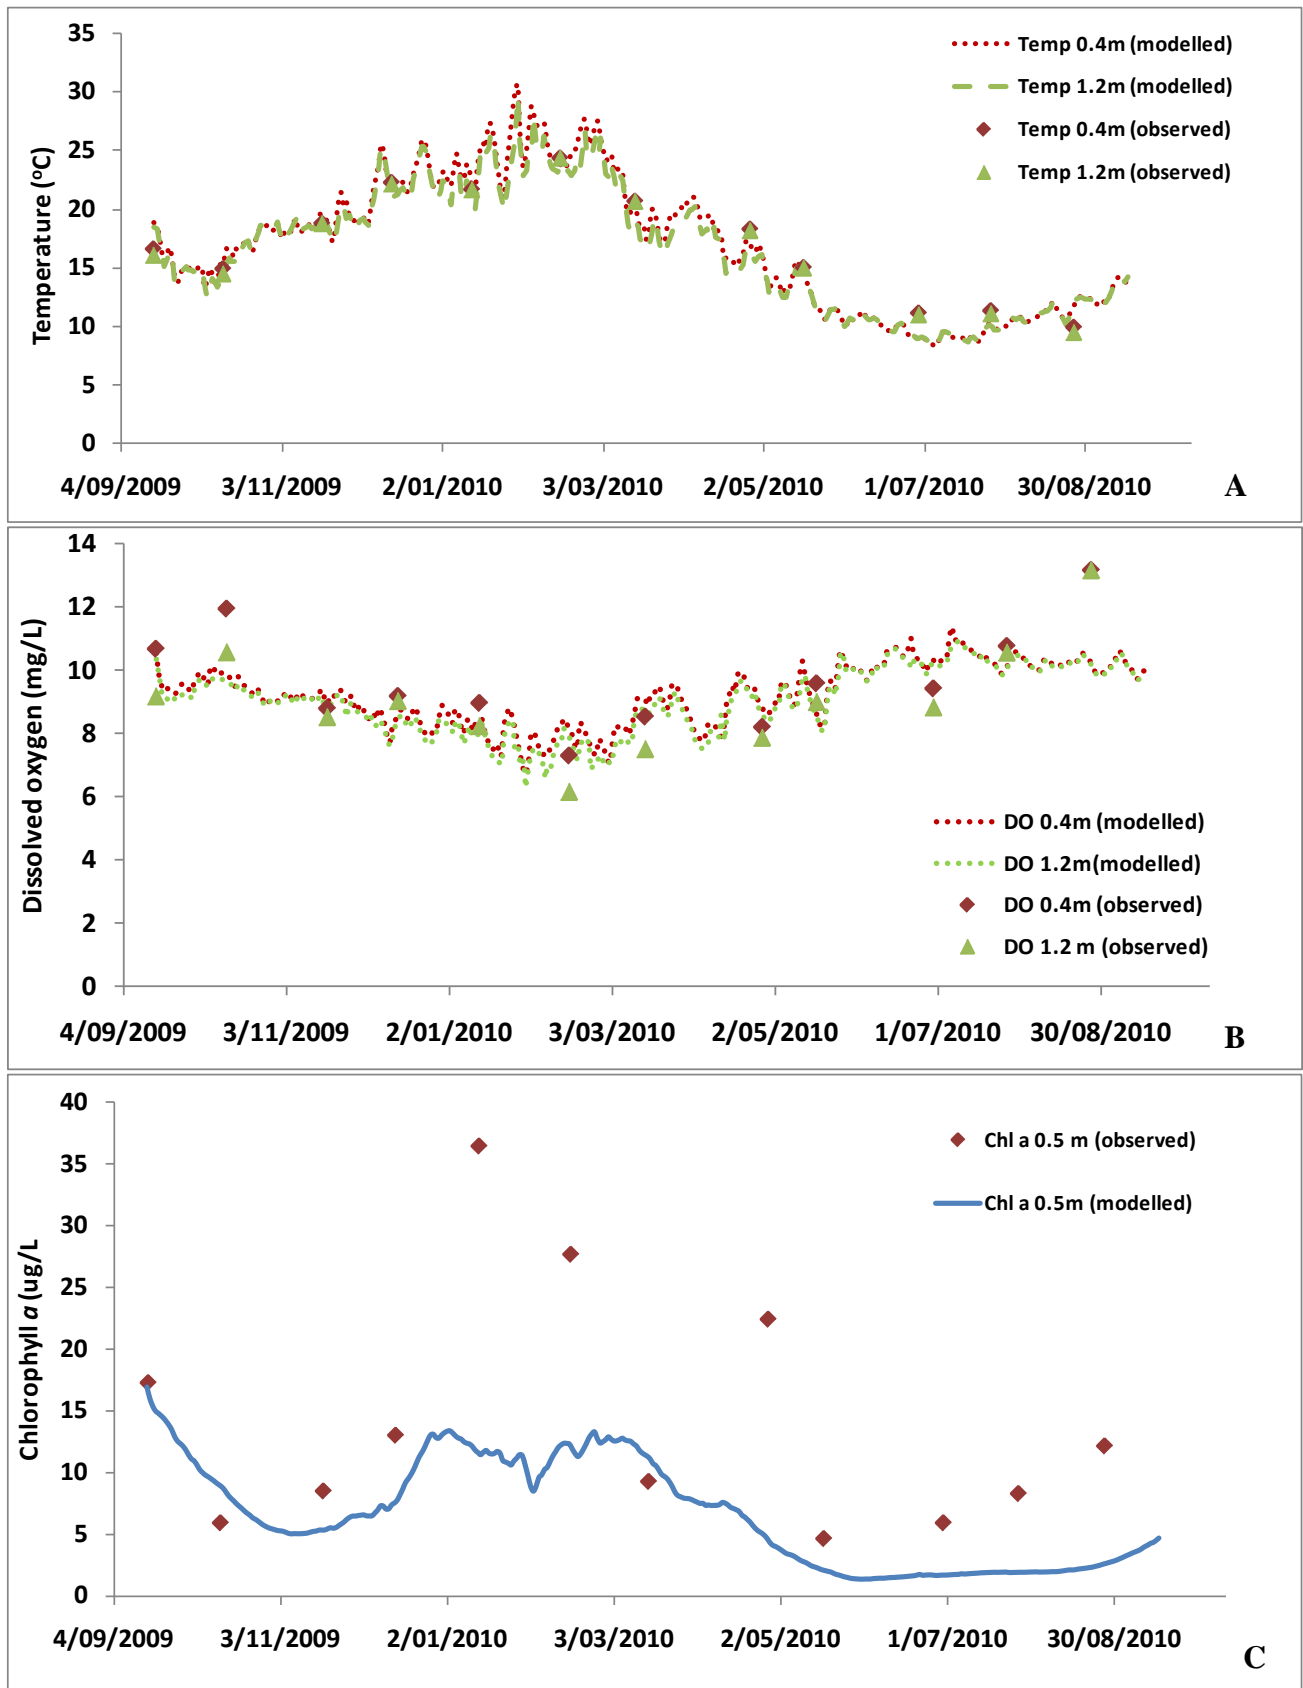 35
30
25
20
15
10
5
0
Temperature (oC)
Temp 0.4m (modelled)
Temp 1.2m (modelled)
Temp 0.4m (observed)
Temp 1.2m (observed)
4/09/2009 3/11/2009 2/01/2010 3/03/2010 2/05/2010 1/07/2010 30/08/2010
A
14
12
10
8
6
4
2
0
Dissolved oxygen (mg/L)
DO 0.4m (modelled)
DO 1.2m(modelled)
DO 0.4m (observed)
DO 1.2 m (observed)
4/09/2009 3/11/2009 2/01/2010 3/03/2010 2/05/2010 1/07/2010 30/08/2010
B
40
35
30
25
20
15
10
5
0
Chlorophyll a (ug/L
Chl a 0.5 m (observed)
Chl a 0.5m (modelled)
4/09/2009 3/11/2009 2/01/2010 3/03/2010 2/05/2010 1/07/2010 30/08/2010
C